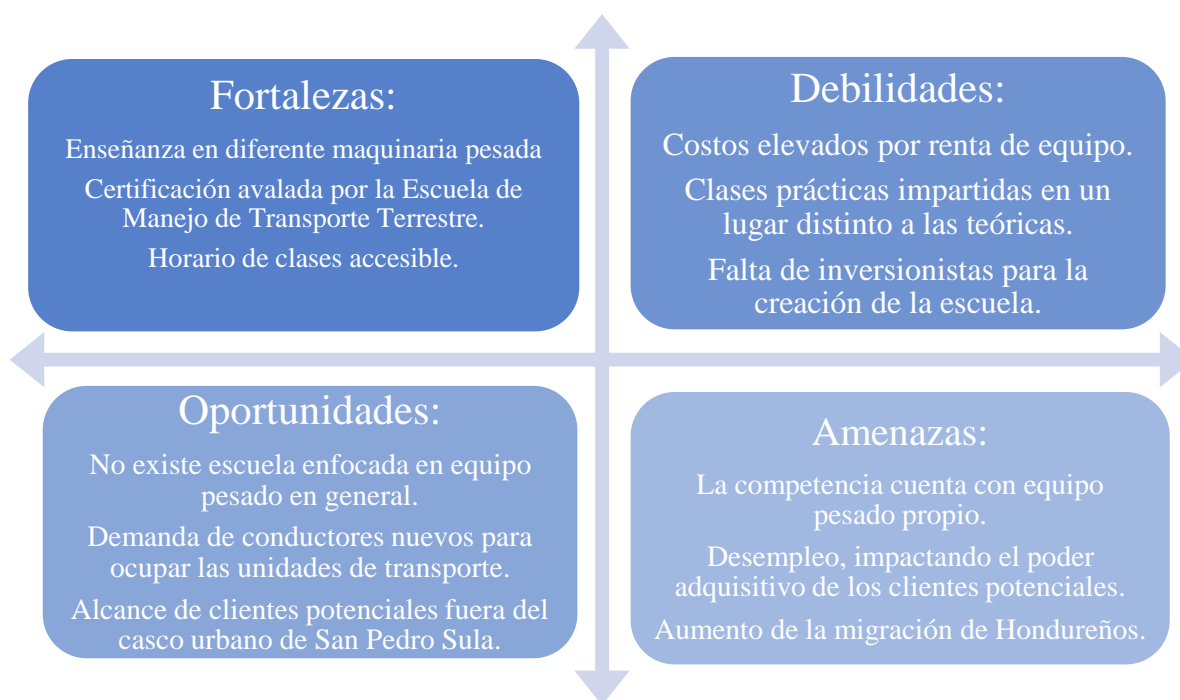 Fortalezas:
Enseñanza en diferente maquinaria pesada
Certificación avalada por la Escuela de
Manejo de Transporte Terrestre.
Horario de clases accesible.
Debilidades:
Costos elevados por renta de equipo.
Clases prácticas impartidas en un
lugar distinto a las teóricas.
Falta de inversionistas para la
creación de la escuela.
Oportunidades:
No existe escuela enfocada en equipo
pesado en general.
Demanda de conductores nuevos para
ocupar las unidades de transporte.
Alcance de clientes potenciales fuera del
casco urbano de San Pedro Sula.
Amenazas:
La competencia cuenta con equipo
pesado propio.
Desempleo, impactando el poder
adquisitivo de los clientes potenciales.
Aumento de la migración de Hondureños.